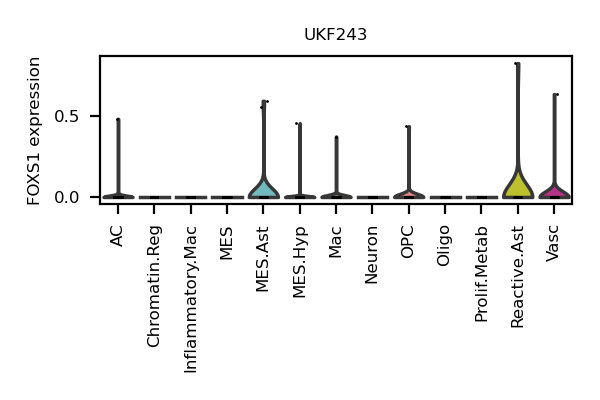 UKF243
FOXS1 expression
0.5
0.0
AC
Chromatin.Reg
Inflammatory.Mac
MES
MES.Ast
MES.Hyp
Mac
Neuron
OPC
Oligo
Prolif.Metab
Reactive.Ast
Vasc